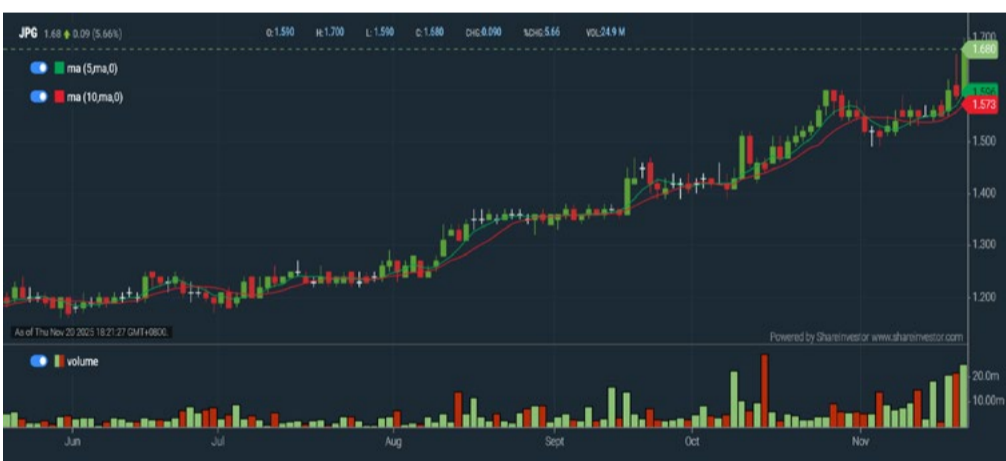 JPG 1.68 0.09 (5.66%) O:1.590 H:1.700 L:1.590 C:1.680 CHG:0.090 %CHG:5.66 VOL:24.9 M
ma (5,ma,0)
ma (10,ma,0)
1.700
1.680
1.596
1.573
1.500
1.400
1.300
1.200
As of Thu Nov 20 2025 18:21:27 GMT+0800.
Powered by ShareInvestor www.shareinvestor.com
volume
20.0m
10.00m
Jun Jul Aug Sept Oct Nov